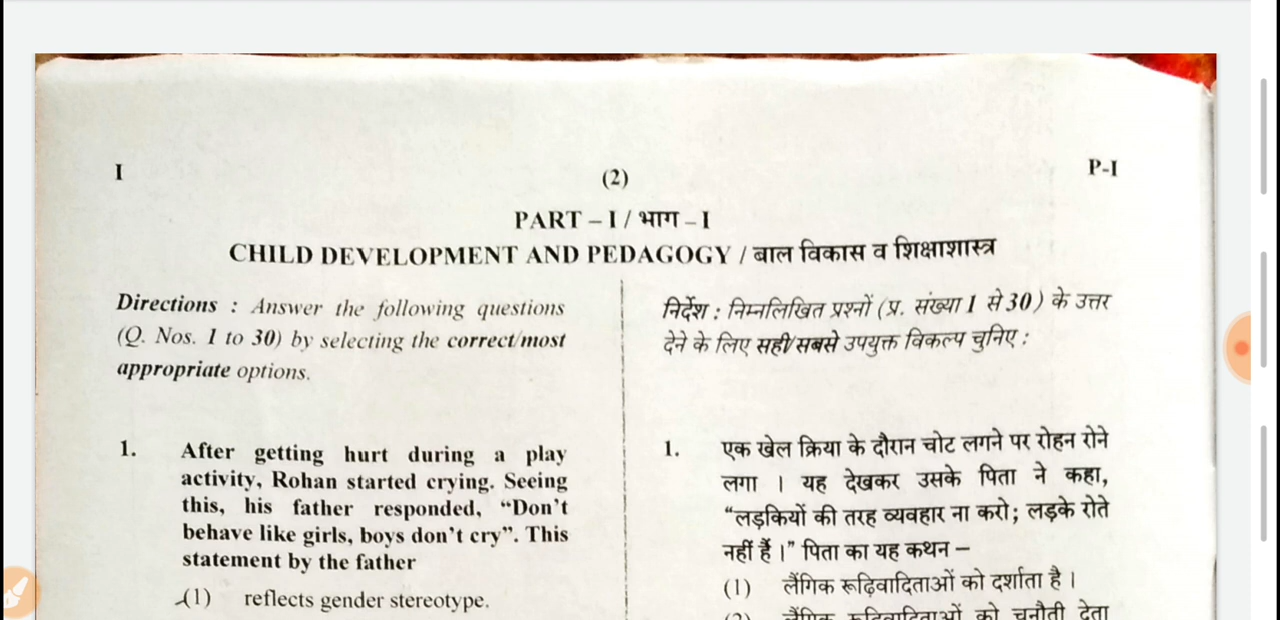 I
(2)
P-I
PART – I / भाग – I
CHILD DEVELOPMENT AND PEDAGOGY / बाल विकास व शिक्षाशास्त्र
Directions : Answer the following questions
(Q. Nos. 1 to 30) by selecting the correct/most
appropriate options.
1. After getting hurt during a play
activity, Rohan started crying. Seeing
this, his father responded, “Don’t
behave like girls, boys don’t cry”. This
statement by the father
(1) reflects gender stereotype.
निर्देश : निम्नलिखित प्रश्नों (प्र. संख्या 1 से 30) के उत्तर
देने के लिए सही/सबसे उपयुक्त विकल्प चुनिए :
1. एक खेल क्रिया के दौरान चोट लगने पर रोहन रोने
लगा । यह देखकर उसके पिता ने कहा,
“लड़कियों की तरह व्यवहार ना करो; लड़के रोते
नहीं हैं ।” पिता का यह कथन –
(1) लैंगिक रूढ़िवादिताओं को दर्शाता है ।
(2) लैंगिक रूढ़िवादिताओं को चुनौती देता